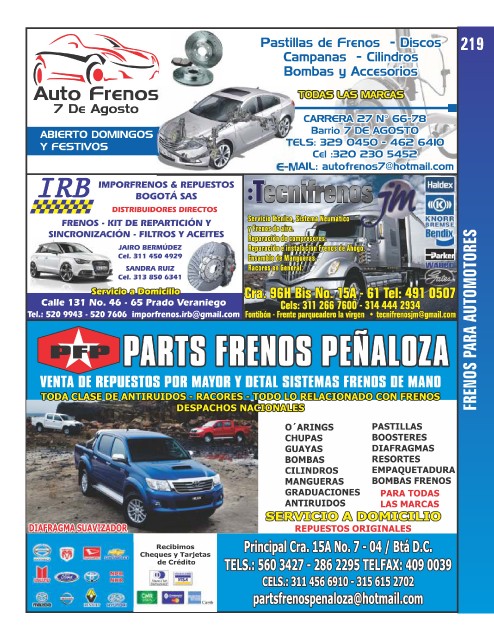 219
FRENOS PARA AUTOMOTORES
Auto Frenos
7 De Agosto
Pastillas de Frenos - Discos
Campanas - Cilindros
Bombas y Accesorios
TODAS LAS MARCAS
ABIERTO DOMINGOS
Y FESTIVOS
CARRERA 27 Nº 66-78
Barrio 7 DE AGOSTO
TELS: 329 0450 - 462 6410
Cel :320 230 5452
E-MAIL: autofrenos7@hotmail.com
IRB
IMPORFRENOS & REPUESTOS
BOGOTÁ SAS
DISTRIBUIDORES DIRECTOS
FRENOS - KIT DE REPARTICIÓN Y
SINCRONIZACIÓN - FILTROS Y ACEITES
JAIRO BERMÚDEZ
Cel. 311 450 4929
SANDRA RUIZ
Cel. 313 850 6341
Servicio a Domicilio
Calle 131 No. 46 - 65 Prado Veraniego
Tel.: 520 9943 - 520 7606 imporfrenos.irb@gmail.com
Tecnifrenos jm
Servicio Técnico, Sistema Neumatico
y Frenos de aire.
Reparación de compresores
Reparación e instalación Frenos de Ahogo
Ensamble de Mangueras
Racores en General.
Haldex
KNORR-BREMSE
Bendix
Parker
WABCO
Gates
Cra. 96H Bis No. 15A - 61 Tel: 491 0507
Cels: 311 266 7600 - 314 444 2934
Fontibón - Frente parqueadero la virgen • tecnifrenosjm@gmail.com
PFP
PARTS FRENOS PEÑALOZA
VENTA DE REPUESTOS POR MAYOR Y DETAL SISTEMAS FRENOS DE MANO
TODA CLASE DE ANTIRUIDOS - RACORES - TODO LO RELACIONADO CON FRENOS
DESPACHOS NACIONALES
O´ARINGS
CHUPAS
GUAYAS
BOMBAS
CILINDROS
MANGUERAS
GRADUACIONES
ANTIRUIDOS
PASTILLAS
BOOSTERES
DIAFRAGMAS
RESORTES
EMPAQUETADURA
BOMBAS FRENOS
PARA TODAS
LAS MARCAS
SERVICIO A DOMICILIO
REPUESTOS ORIGINALES
DIAFRAGMA SUAVIZADOR
Recibimos
Cheques y Tarjetas
de Crédito
Principal Cra. 15A No. 7 - 04 / Btá D.C.
TELS.: 560 3427 - 286 2295 TELFAX: 409 0039
CELS.: 311 456 6910 - 315 615 2702
partsfrenospenaloza@hotmail.com